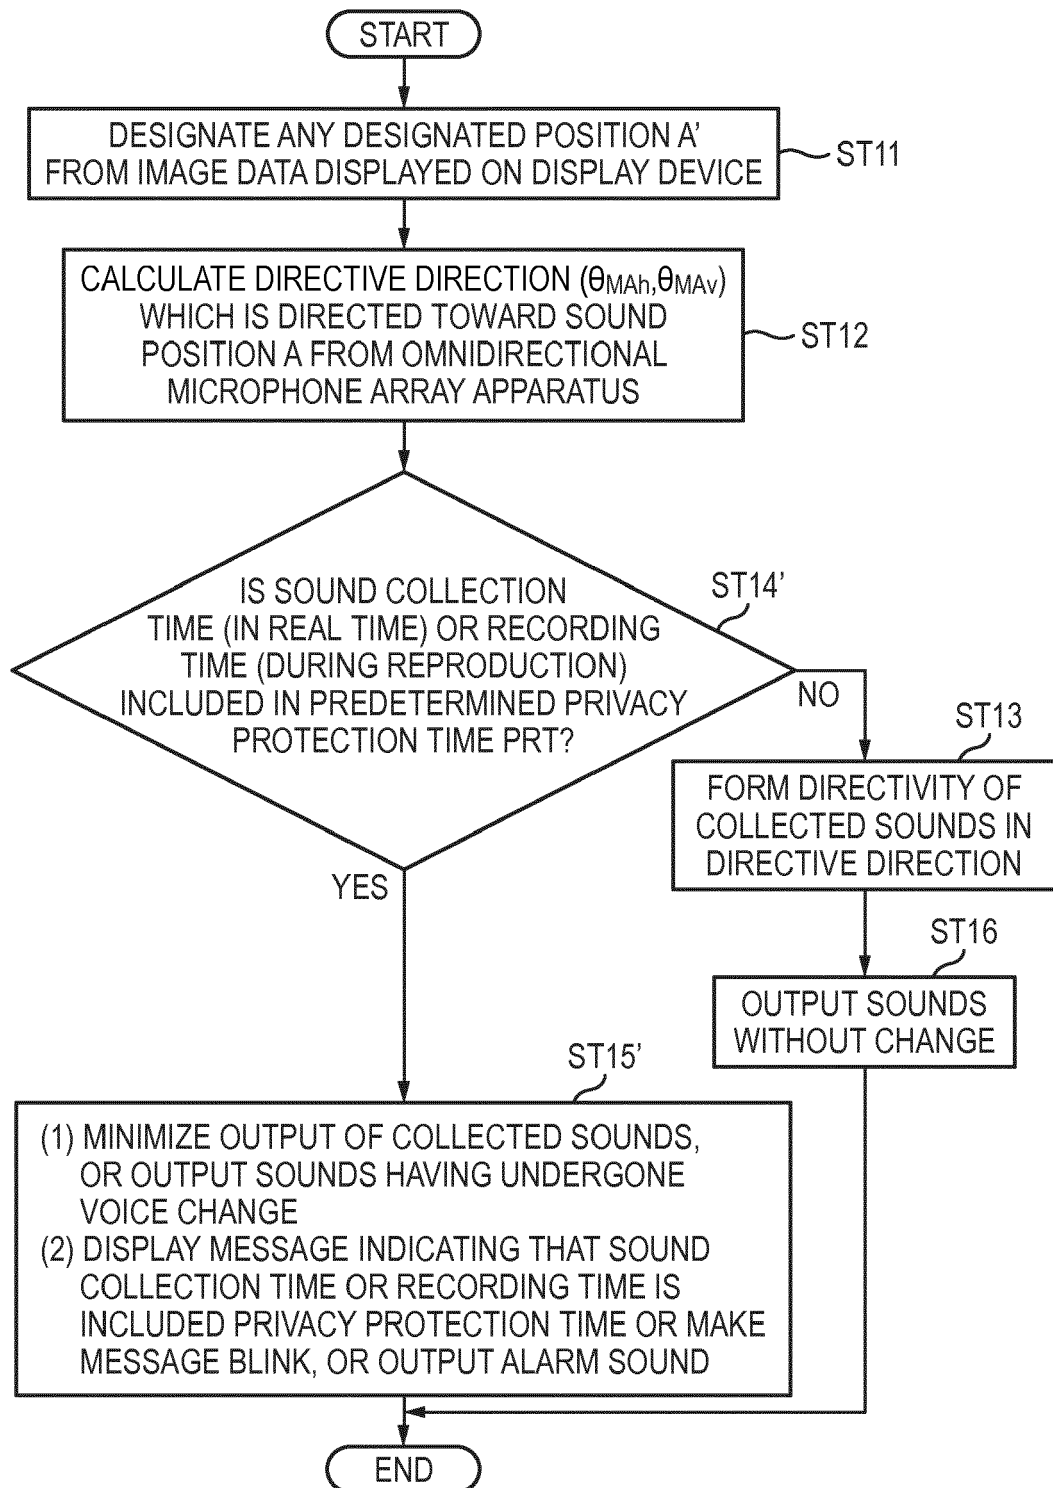 START
DESIGNATE ANY DESIGNATED POSITION A’
FROM IMAGE DATA DISPLAYED ON DISPLAY DEVICE
ST11
CALCULATE DIRECTIVE DIRECTION (θMAh,θMAv)
WHICH IS DIRECTED TOWARD SOUND
POSITION A FROM OMNIDIRECTIONAL
MICROPHONE ARRAY APPARATUS
ST12
IS SOUND COLLECTION
TIME (IN REAL TIME) OR RECORDING
TIME (DURING REPRODUCTION)
INCLUDED IN PREDETERMINED PRIVACY
PROTECTION TIME PRT?
ST14’
NO
ST13
FORM DIRECTIVITY OF
COLLECTED SOUNDS IN
DIRECTIVE DIRECTION
YES
ST16
OUTPUT SOUNDS
WITHOUT CHANGE
ST15’
(1) MINIMIZE OUTPUT OF COLLECTED SOUNDS,
OR OUTPUT SOUNDS HAVING UNDERGONE
VOICE CHANGE
(2) DISPLAY MESSAGE INDICATING THAT SOUND
COLLECTION TIME OR RECORDING TIME IS
INCLUDED PRIVACY PROTECTION TIME OR MAKE
MESSAGE BLINK, OR OUTPUT ALARM SOUND
END